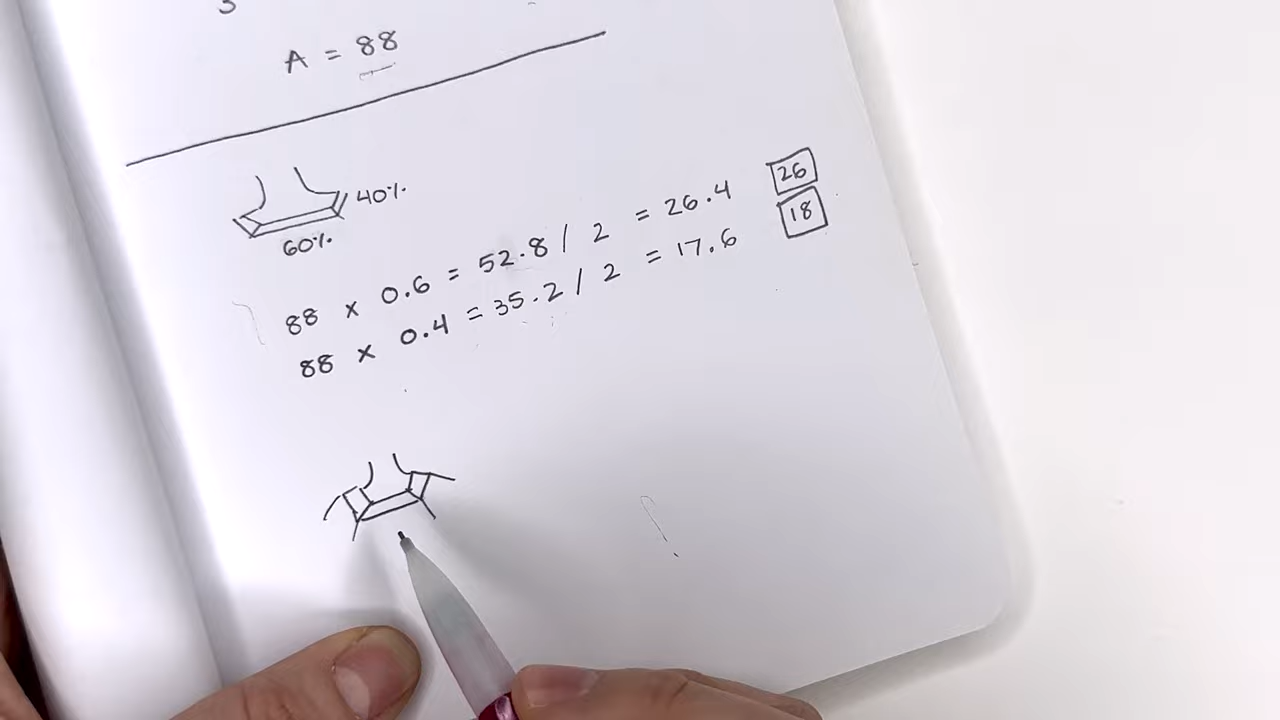 3
A = 88
40%
60%
88 x 0.6 = 52.8 / 2 = 26.4 26
88 x 0.4 = 35.2 / 2 = 17.6 18